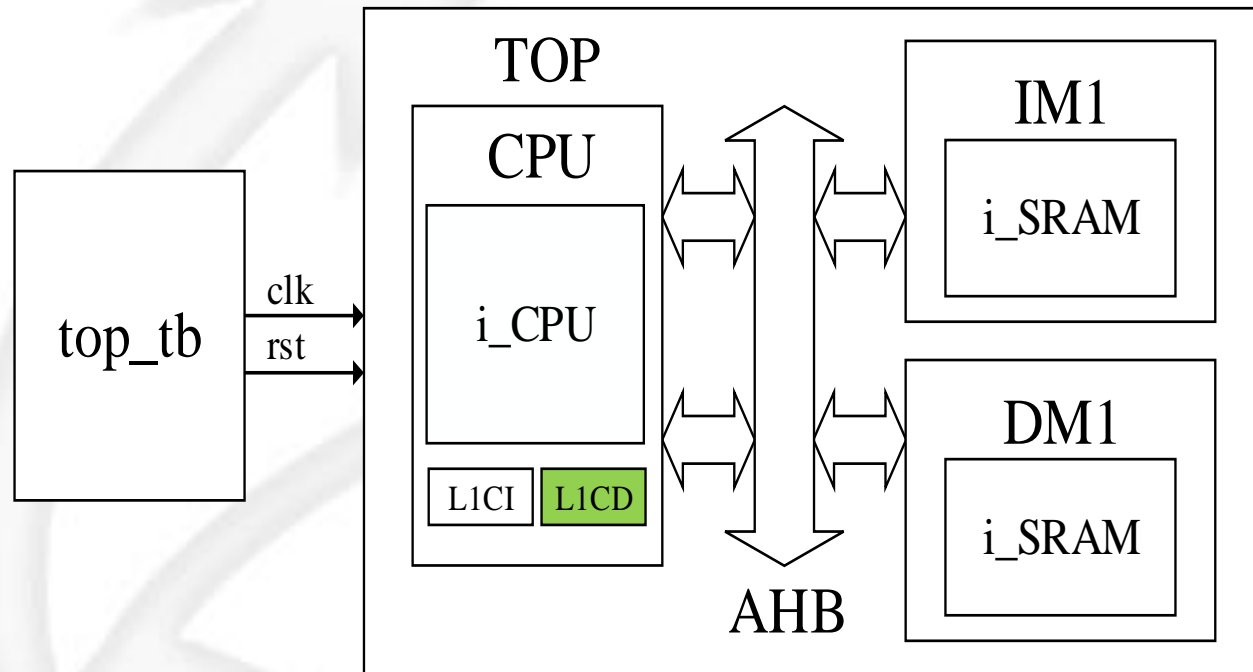 top_tb
clk
rst
TOP
CPU
i_CPU
L1CI
L1CD
AHB
IM1
i_SRAM
DM1
i_SRAM